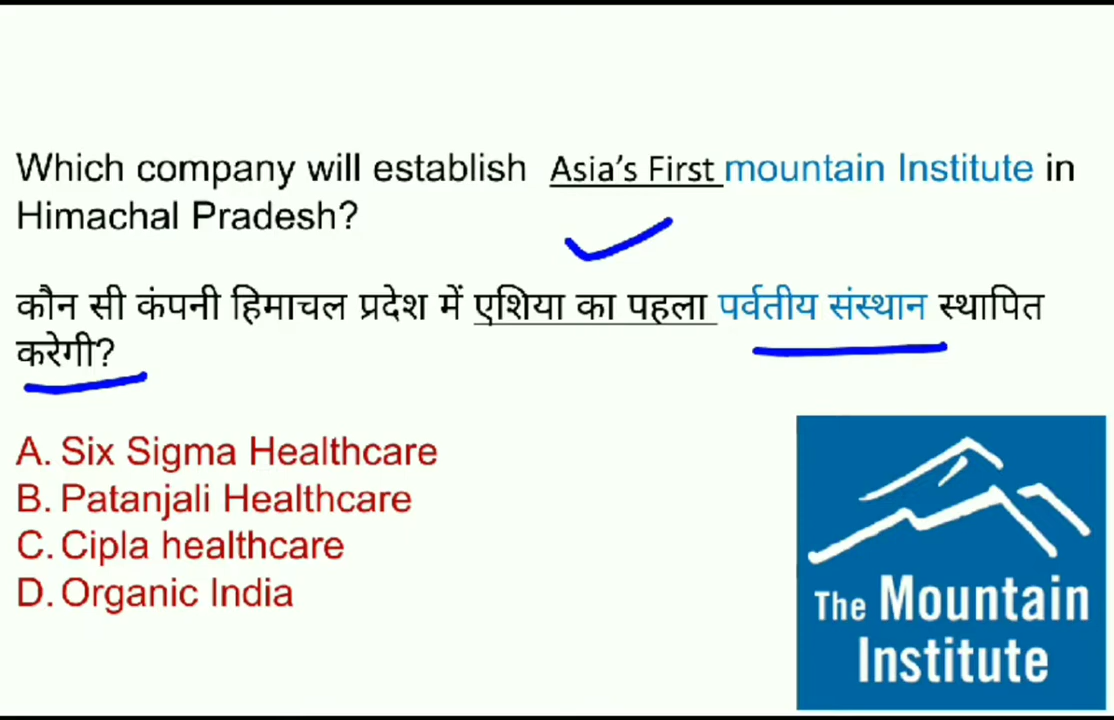 Which company will establish Asia's First mountain Institute in
Himachal Pradesh?
कौन सी कंपनी हिमाचल प्रदेश में एशिया का पहला पर्वतीय संस्थान स्थापित
करेगी?
A. Six Sigma Healthcare
B. Patanjali Healthcare
C. Cipla healthcare
D. Organic India
The Mountain
Institute